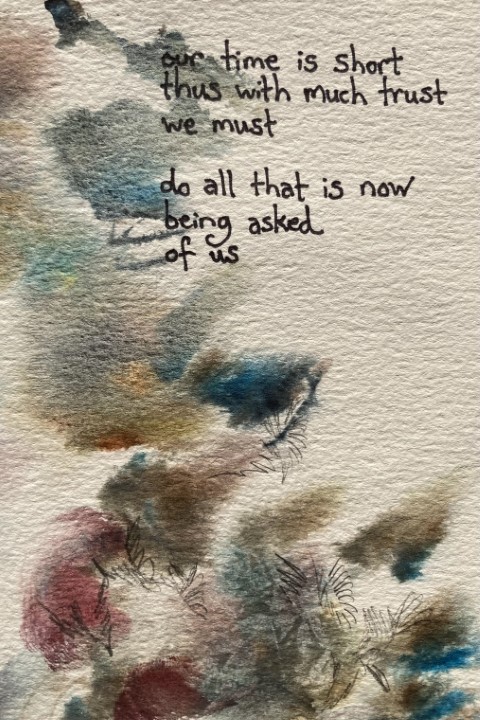 our time is short
thus with much trust
we must
do all that is now
being asked
of us